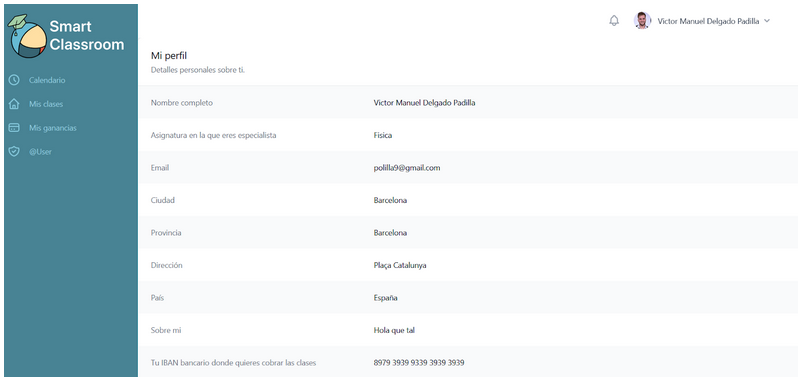 Smart
Classroom
Victor Manuel Delgado Padilla
Calendario
Mis clases
Mis ganancias
@User
Mi perfil
Detalles personales sobre ti.
Nombre completo Victor Manuel Delgado Padilla
Asignatura en la que eres especialista Fisica
Email polilla9@gmail.com
Ciudad Barcelona
Provincia Barcelona
Dirección Plaça Catalunya
País España
Sobre mi Hola que tal
Tu IBAN bancario donde quieres cobrar las clases 8979 3939 9339 3939 3939